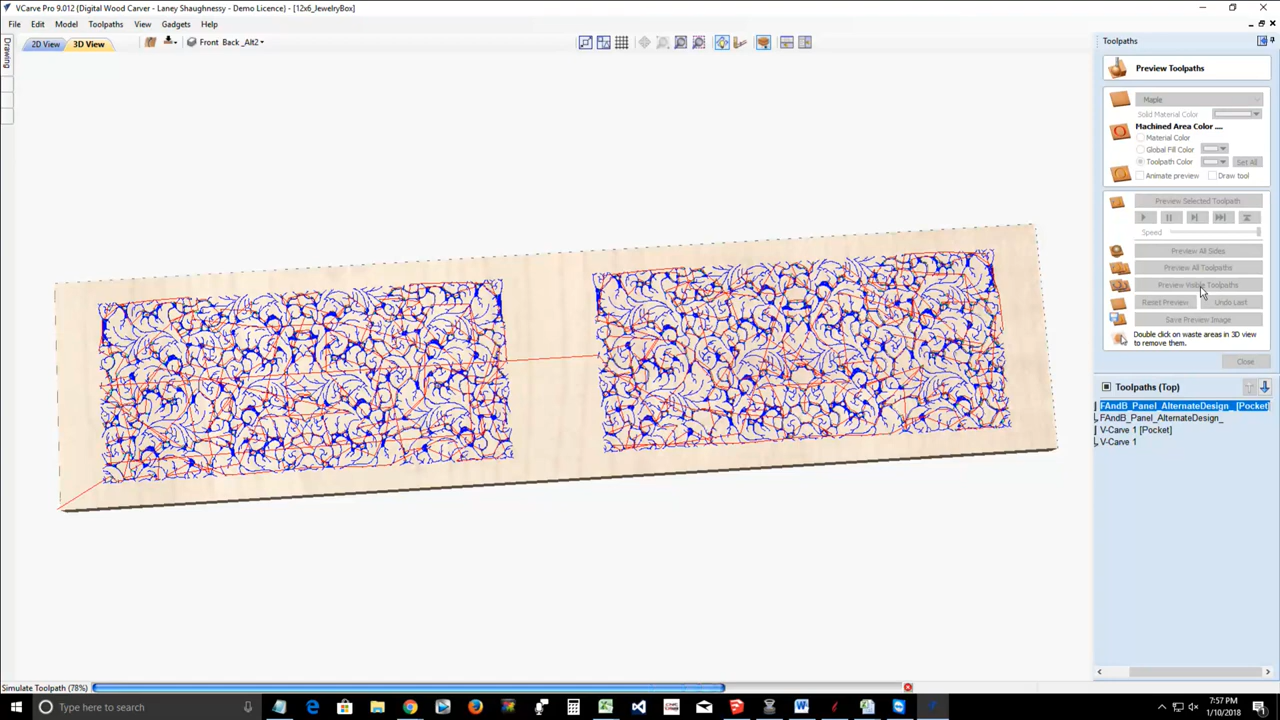 VCarve Pro 9.012 {Digital Wood Carver - Laney Shaughnessy - Demo Licence} - [12x6_JewelryBox]
File Edit Model Toolpaths View Gadgets Help
2D View 3D View Front Back _Alt2
Drawing
Toolpaths
Preview Toolpaths
Maple
Solid Material Color
Machined Area Color ....
Material Color
Global Fill Color
Toolpath Color Set All
Animate preview Draw tool
Preview Selected Toolpath
Speed
Preview All Sides
Preview All Toolpaths
Preview Visible Toolpaths
Reset Preview Undo Last
Save Preview Image
Double click on waste areas in 3D view
to remove them.
Close
Toolpaths (Top)
FAndB_Panel_AlternateDesign_ [Pocket]
FAndB_Panel_AlternateDesign_
V-Carve 1 [Pocket]
V-Carve 1
Simulate Toolpath (78%)
Type here to search
7:57 PM
1/10/2018